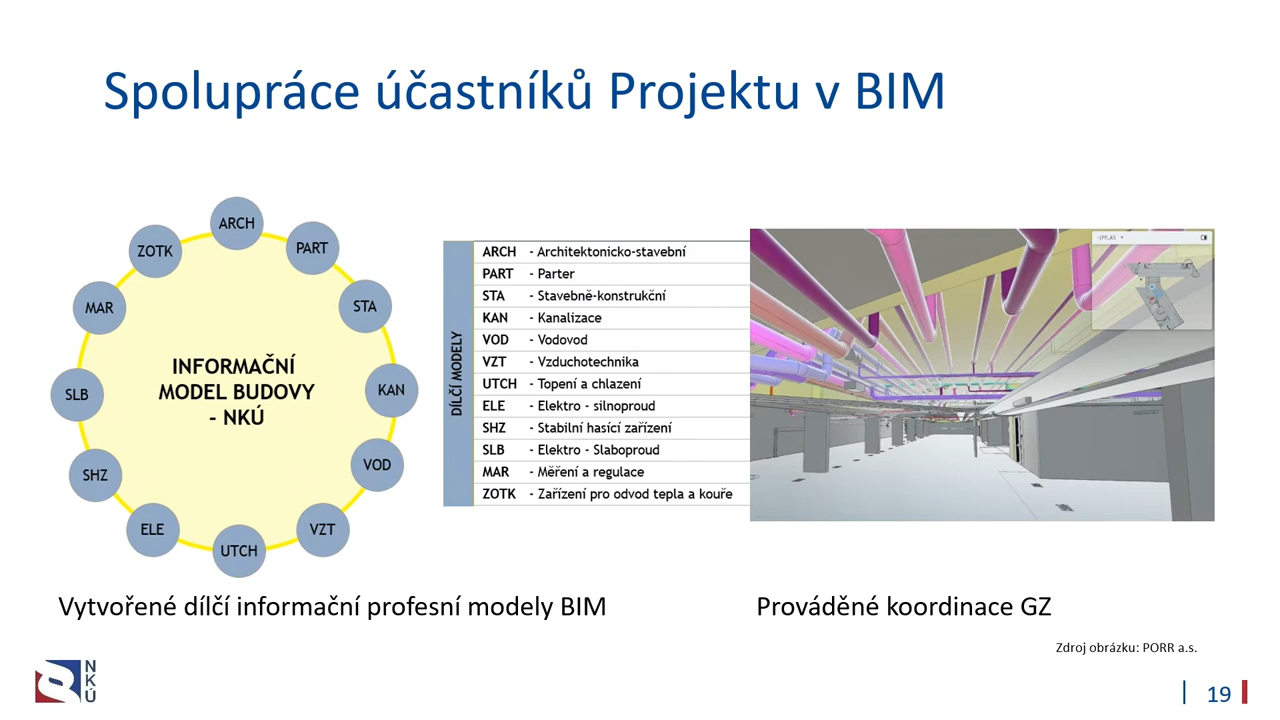 Spolupráce účastníků Projektu v BIM
ARCH
PART
STA
KAN
VOD
VZT
UTCH
ELE
SHZ
SLB
MAR
ZOTK
INFORMAČNÍ
MODEL BUDOVY
- NKÚ
DÍLČÍ MODELY
ARCH - Architektonicko-stavební
PART - Parter
STA - Stavebně-konstrukční
KAN - Kanalizace
VOD - Vodovod
VZT - Vzduchotechnika
UTCH - Topení a chlazení
ELE - Elektro - silnoproud
SHZ - Stabilní hasící zařízení
SLB - Elektro - Slaboproud
MAR - Měření a regulace
ZOTK - Zařízení pro odvod tepla a kouře
Vytvořené dílčí informační profesní modely BIM
Prováděné koordinace GZ
Zdroj obrázku: PORR a.s.
NKÚ
19